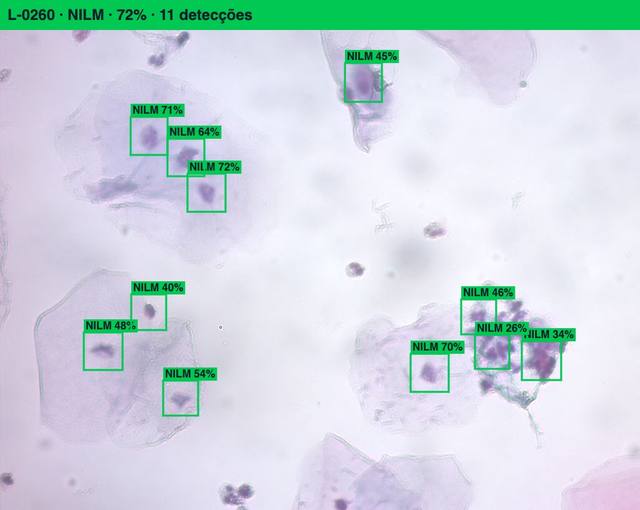 L-0260 · NILM · 72% · 11 detecções
NILM 45%
NILM 71%
NILM 64%
NILM 72%
NILM 40%
NILM 46%
NILM 48%
NILM 26%
NILM 34%
NILM 70%
NILM 54%